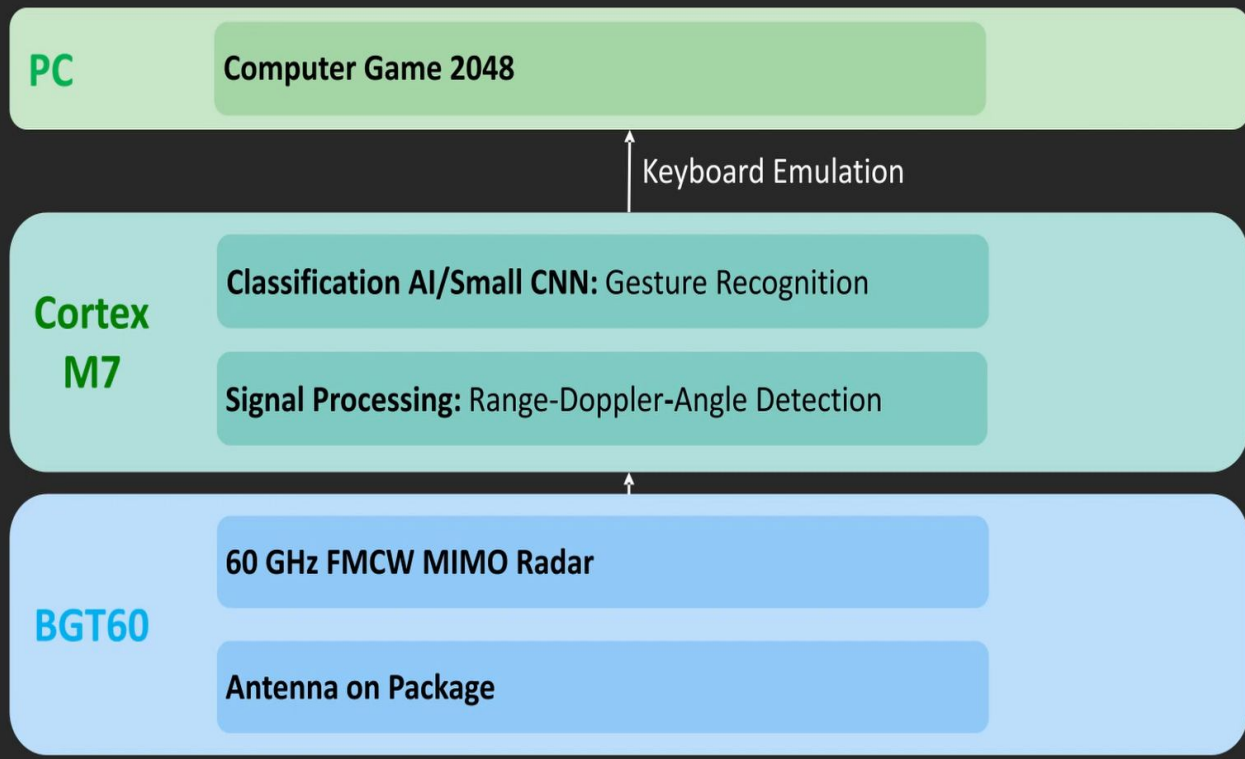 PC
Computer Game 2048
Keyboard Emulation
Cortex
M7
Classification AI/Small CNN: Gesture Recognition
Signal Processing: Range-Doppler-Angle Detection
BGT60
60 GHz FMCW MIMO Radar
Antenna on Package